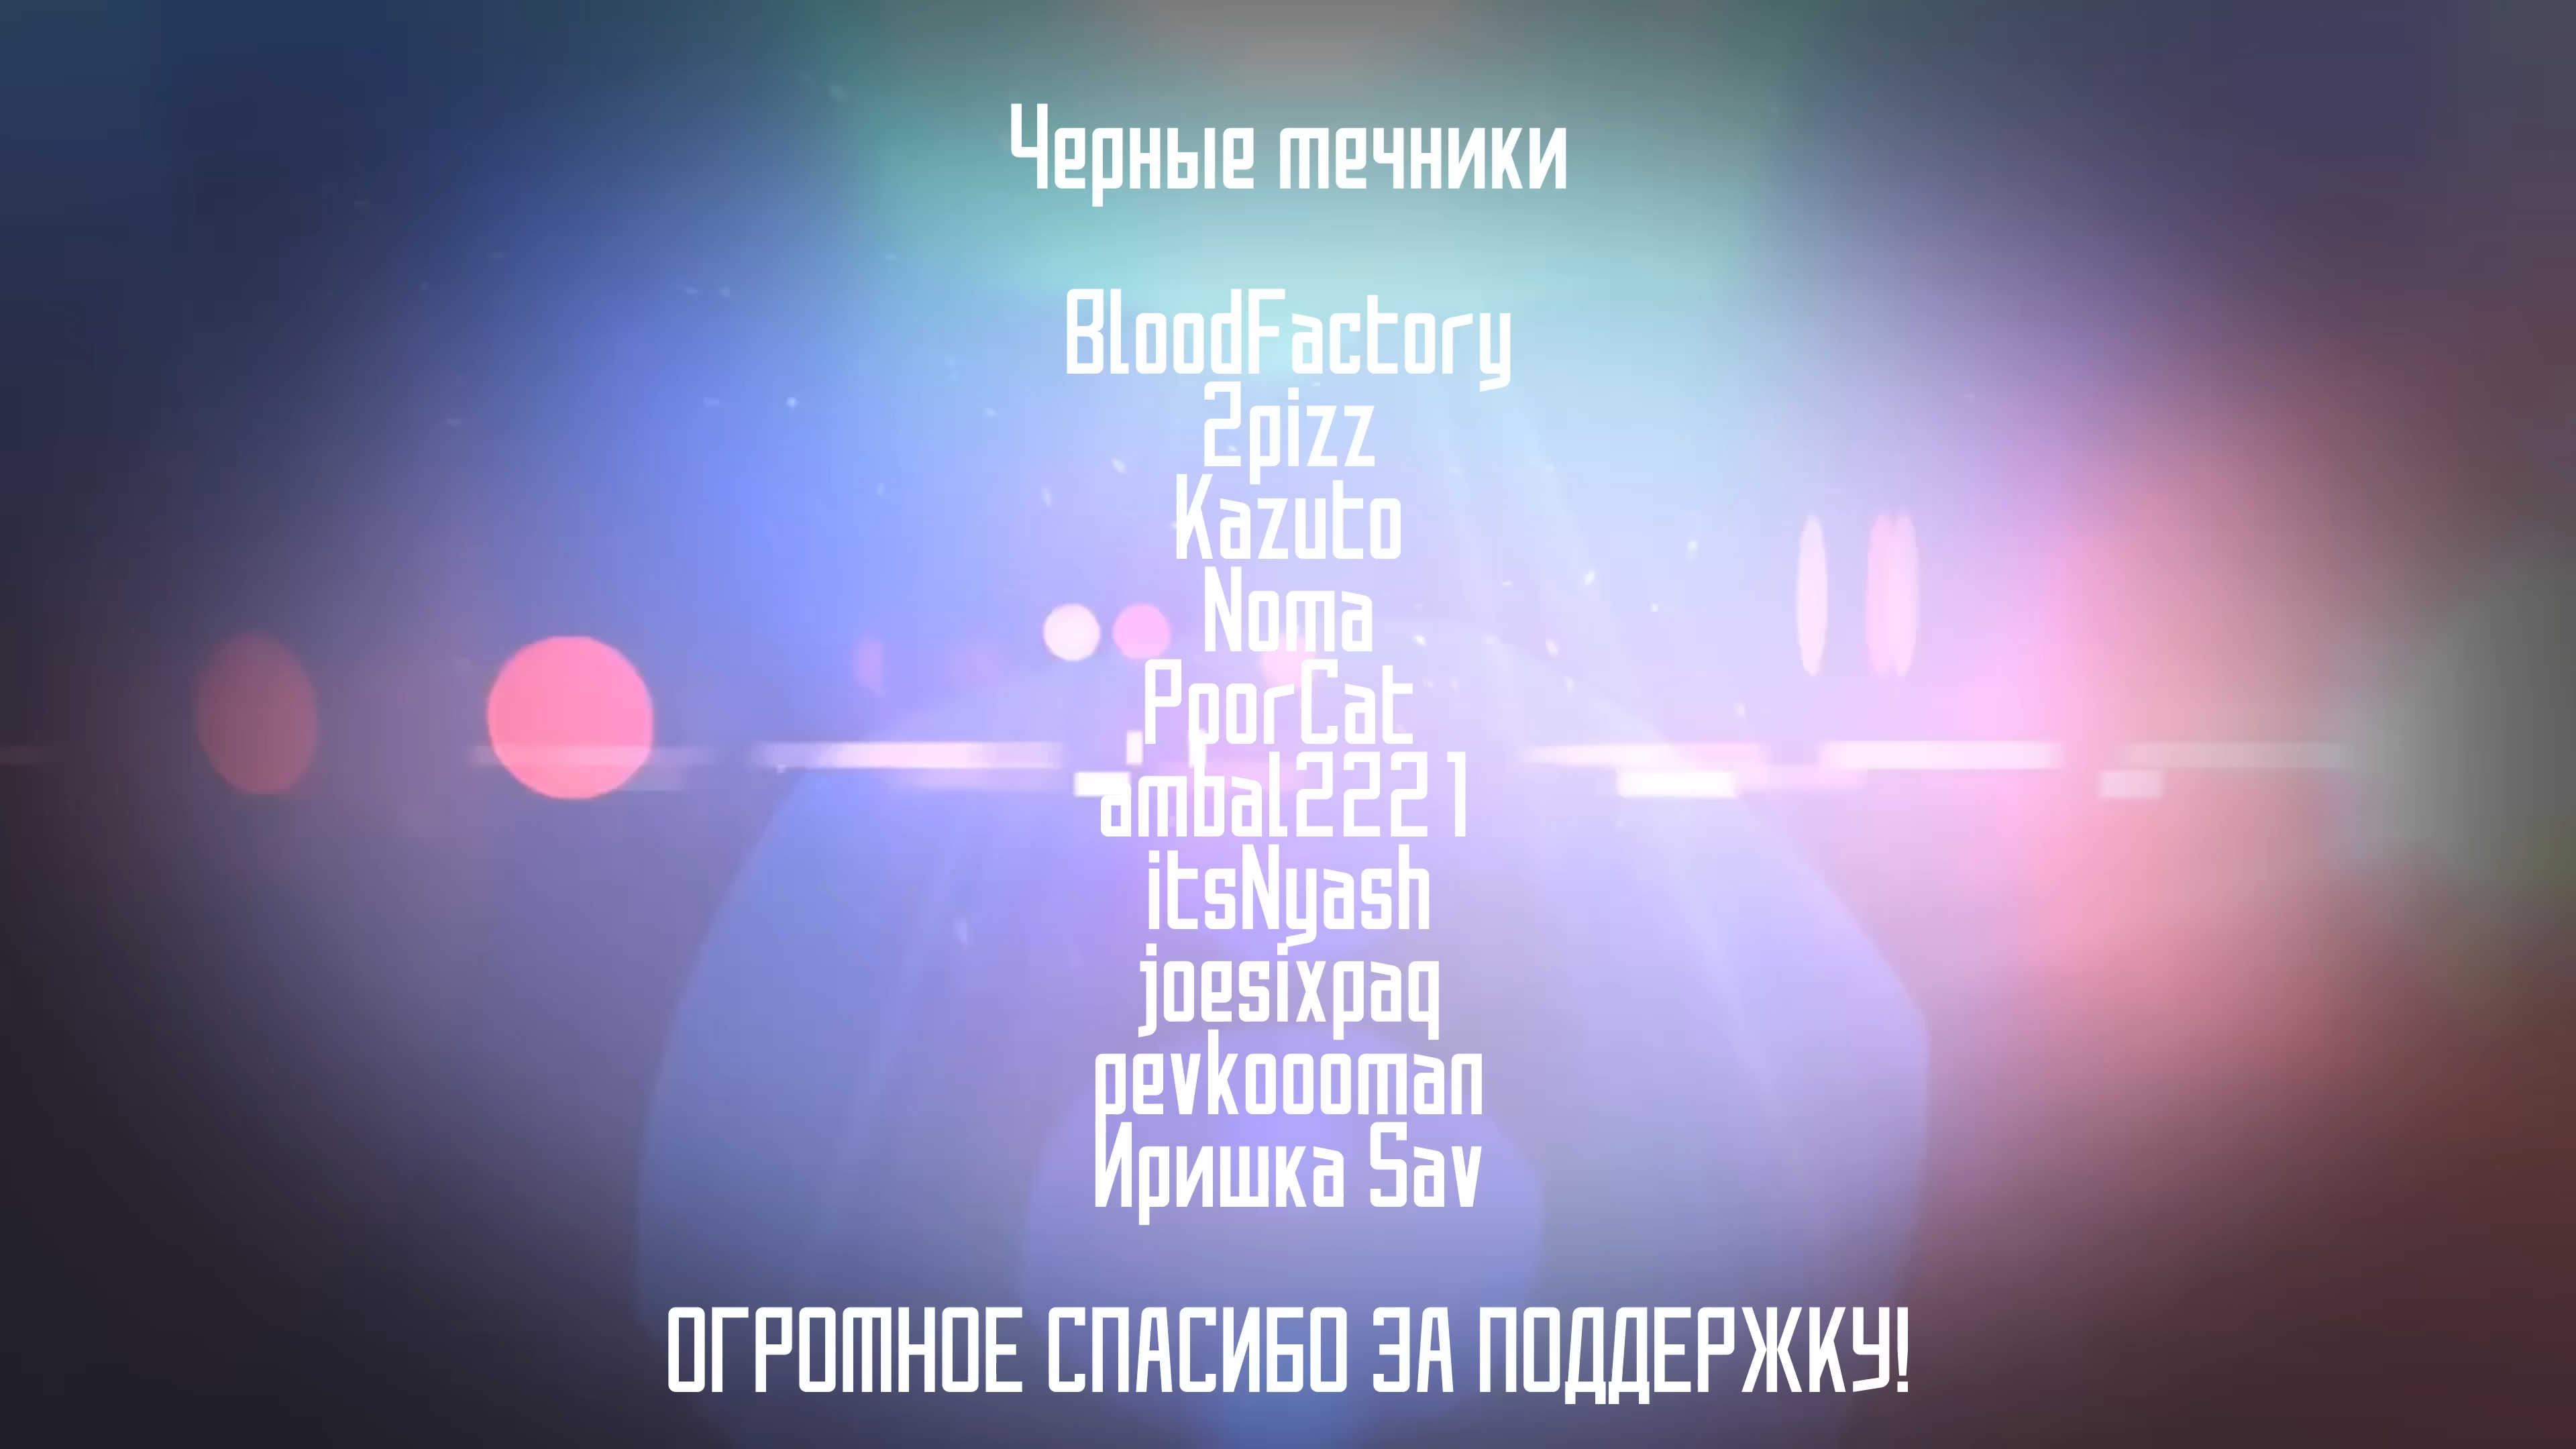 Черные мечники
BloodFactory
2pizz
Kazuto
Noma
PoorCat
ambal2221
itsNyash
joesixpaq
pevkoooman
Иришка Sav
ОГРОМНОЕ СПАСИБО ЗА ПОДДЕРЖКУ!